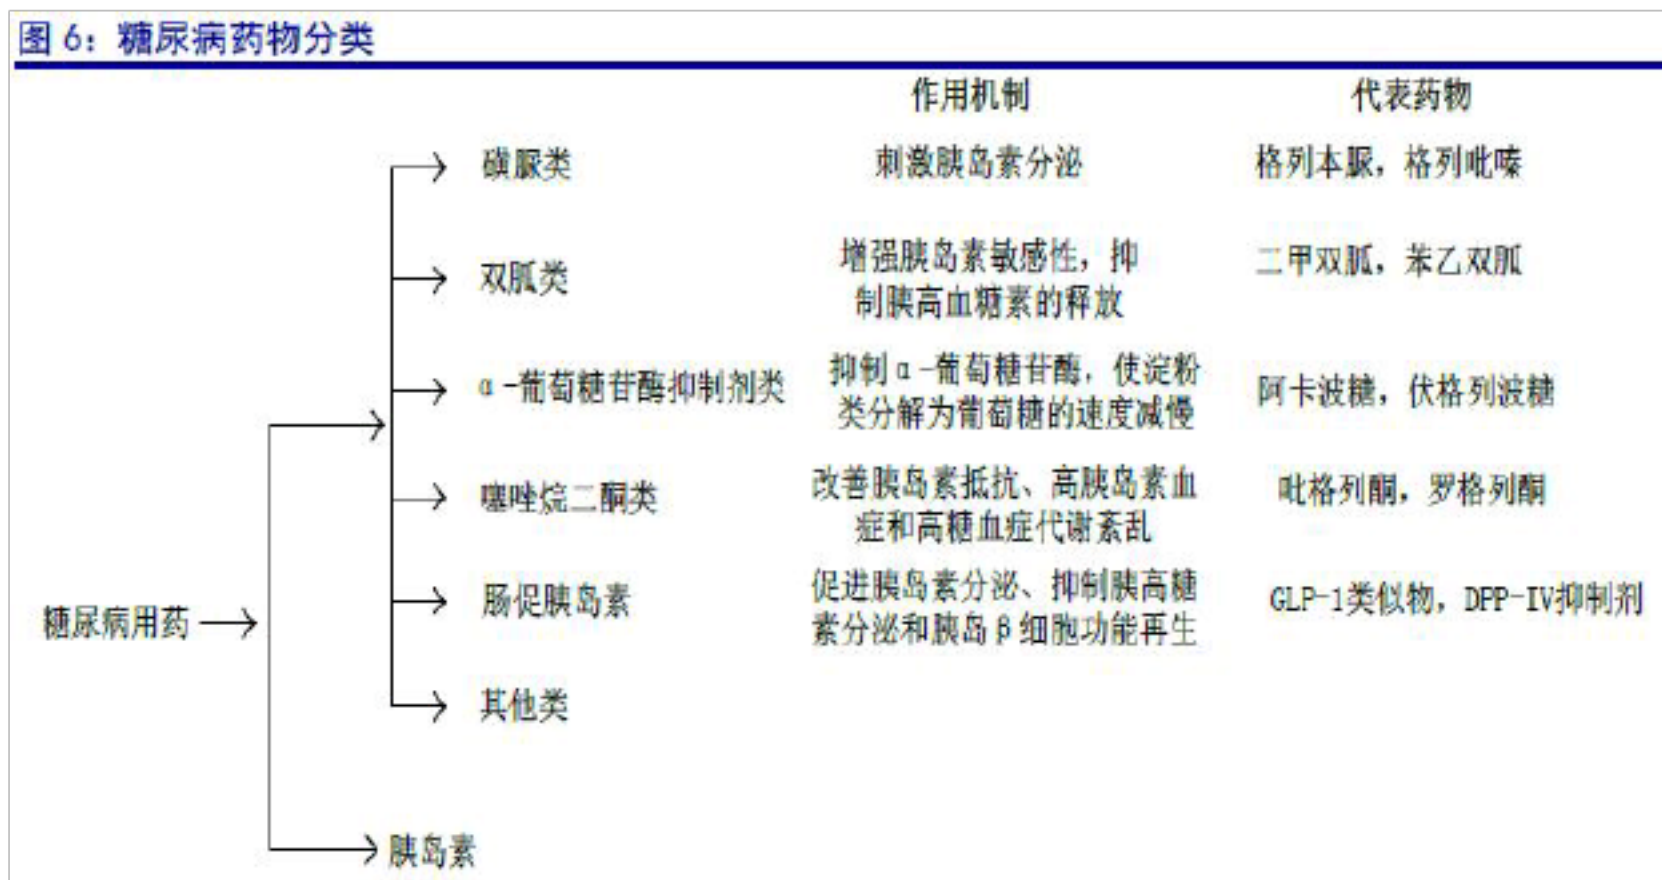 图 6：糖尿病药物分类
作用机制 代表药物
磺脲类 刺激胰岛素分泌 格列本脲，格列吡嗪
双胍类 增强胰岛素敏感性，抑 二甲双胍，苯乙双胍
制胰高血糖素的释放
α-葡萄糖苷酶抑制剂类 抑制α-葡萄糖苷酶，使淀粉 阿卡波糖，伏格列波糖
类分解为葡萄糖的速度减慢
噻唑烷二酮类 改善胰岛素抵抗、高胰岛素血 吡格列酮，罗格列酮
症和高糖血症代谢紊乱
肠促胰岛素 促进胰岛素分泌、抑制胰高糖 GLP-1类似物，DPP-IV抑制剂
糖尿病用药 素分泌和胰岛β细胞功能再生
其他类
胰岛素